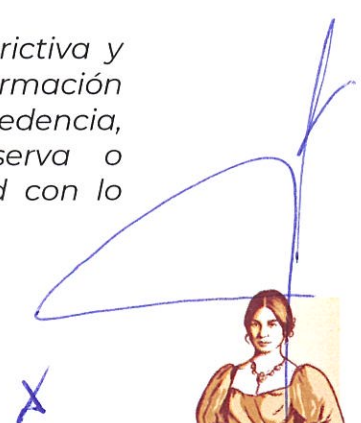 rictiva y
rmación
edencia,
serva o
d con lo